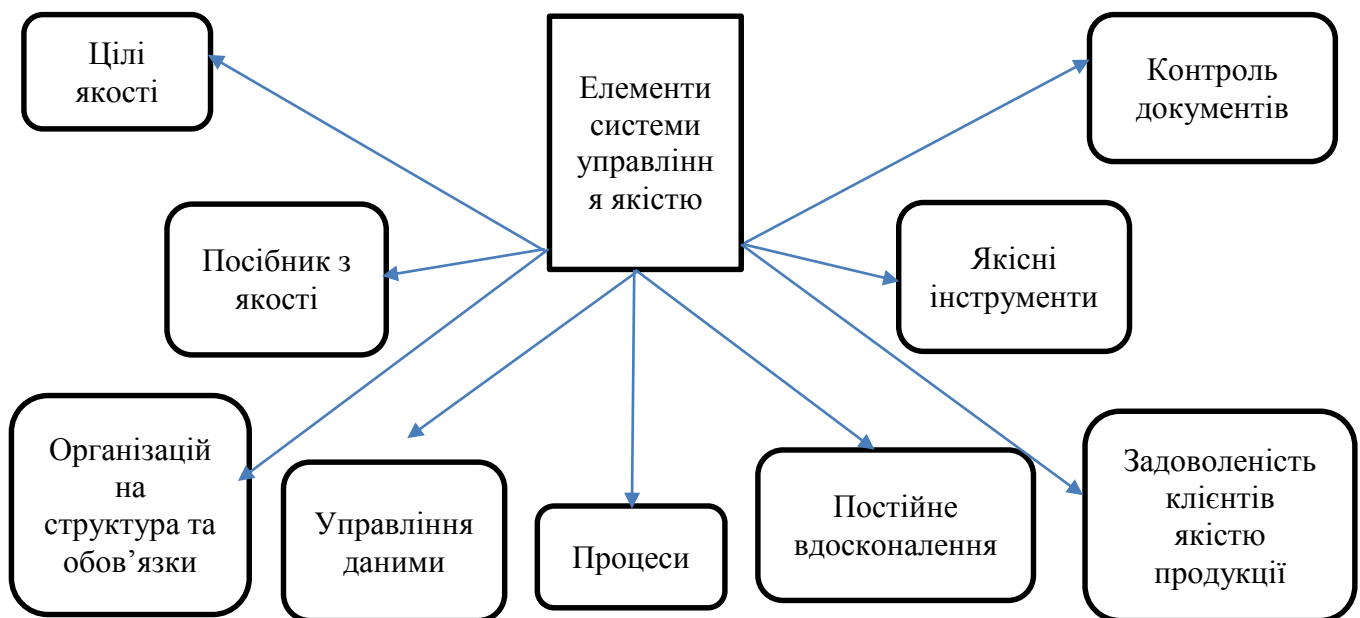 Цілі
якості
Елементи
системи
управлінн
я якістю
Контроль
документів
Посібник з
якості
Якісні
інструменти
Організацій
на
структура та
обов’язки
Управління
даними
Процеси
Постійне
вдосконалення
Задоволеність
клієнтів
якістю
продукції